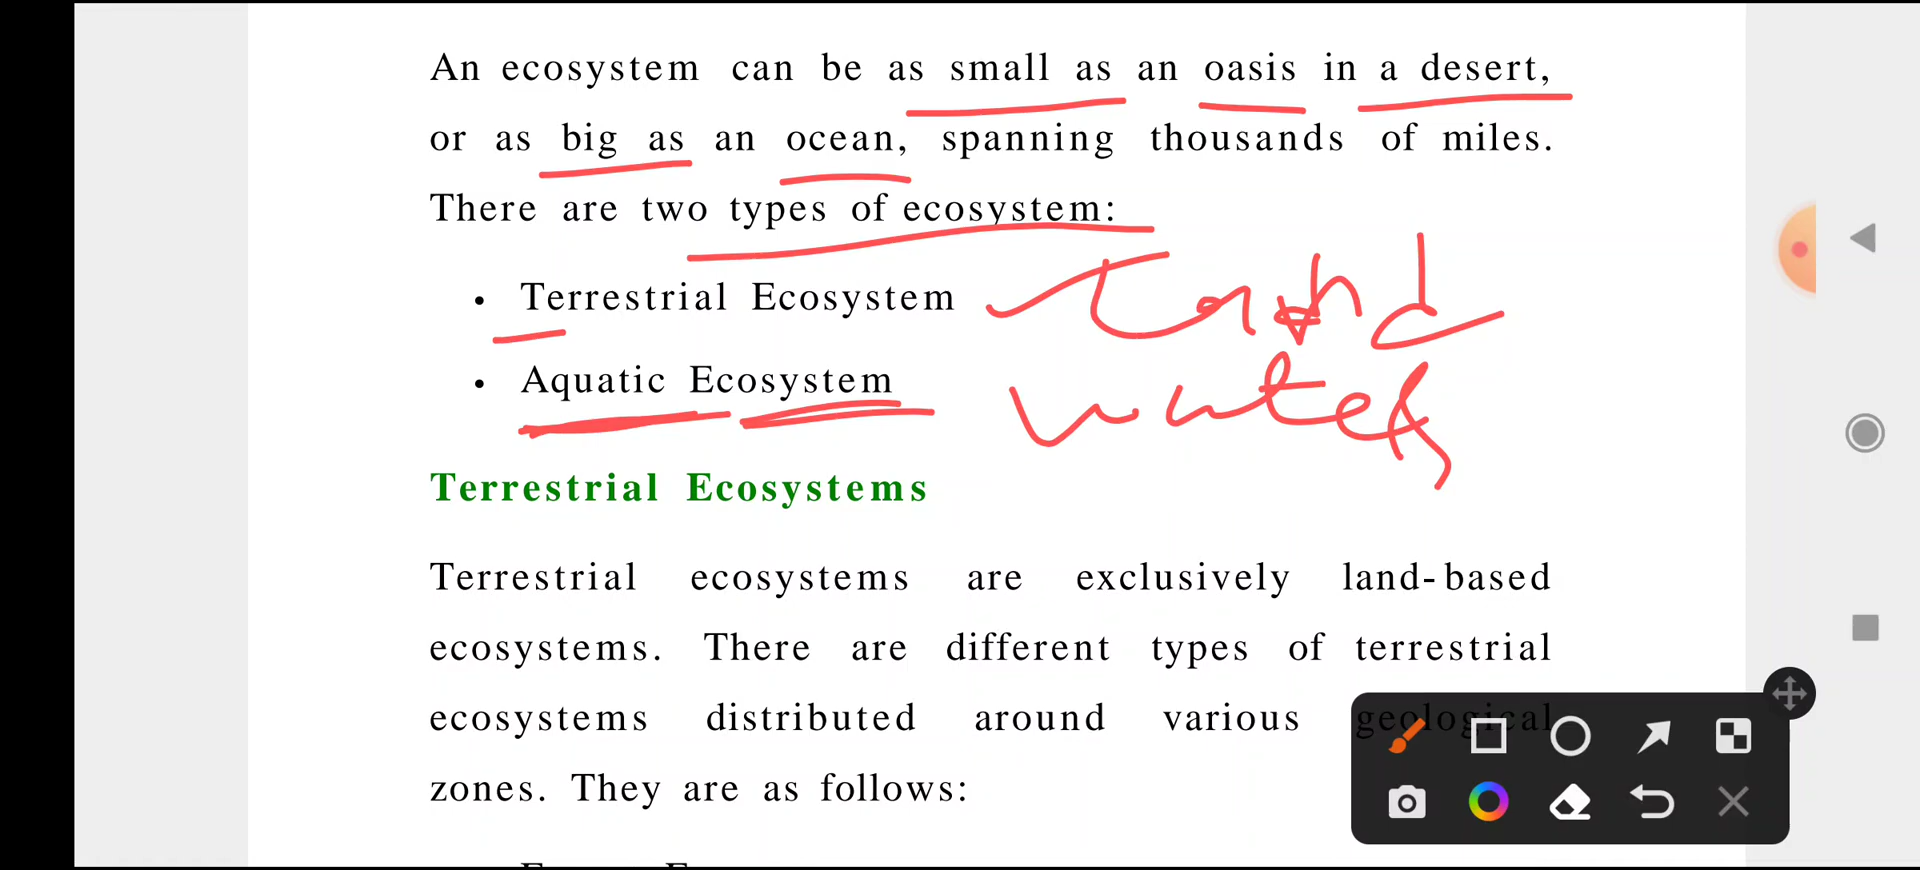 An ecosystem can be as small as an oasis in a desert,
or as big as an ocean, spanning thousands of miles.
There are two types of ecosystem:
• Terrestrial Ecosystem Land
• Aquatic Ecosystem water
Terrestrial Ecosystems
Terrestrial ecosystems are exclusively land-based
ecosystems. There are different types of terrestrial
ecosystems distributed around various geological
zones. They are as follows: